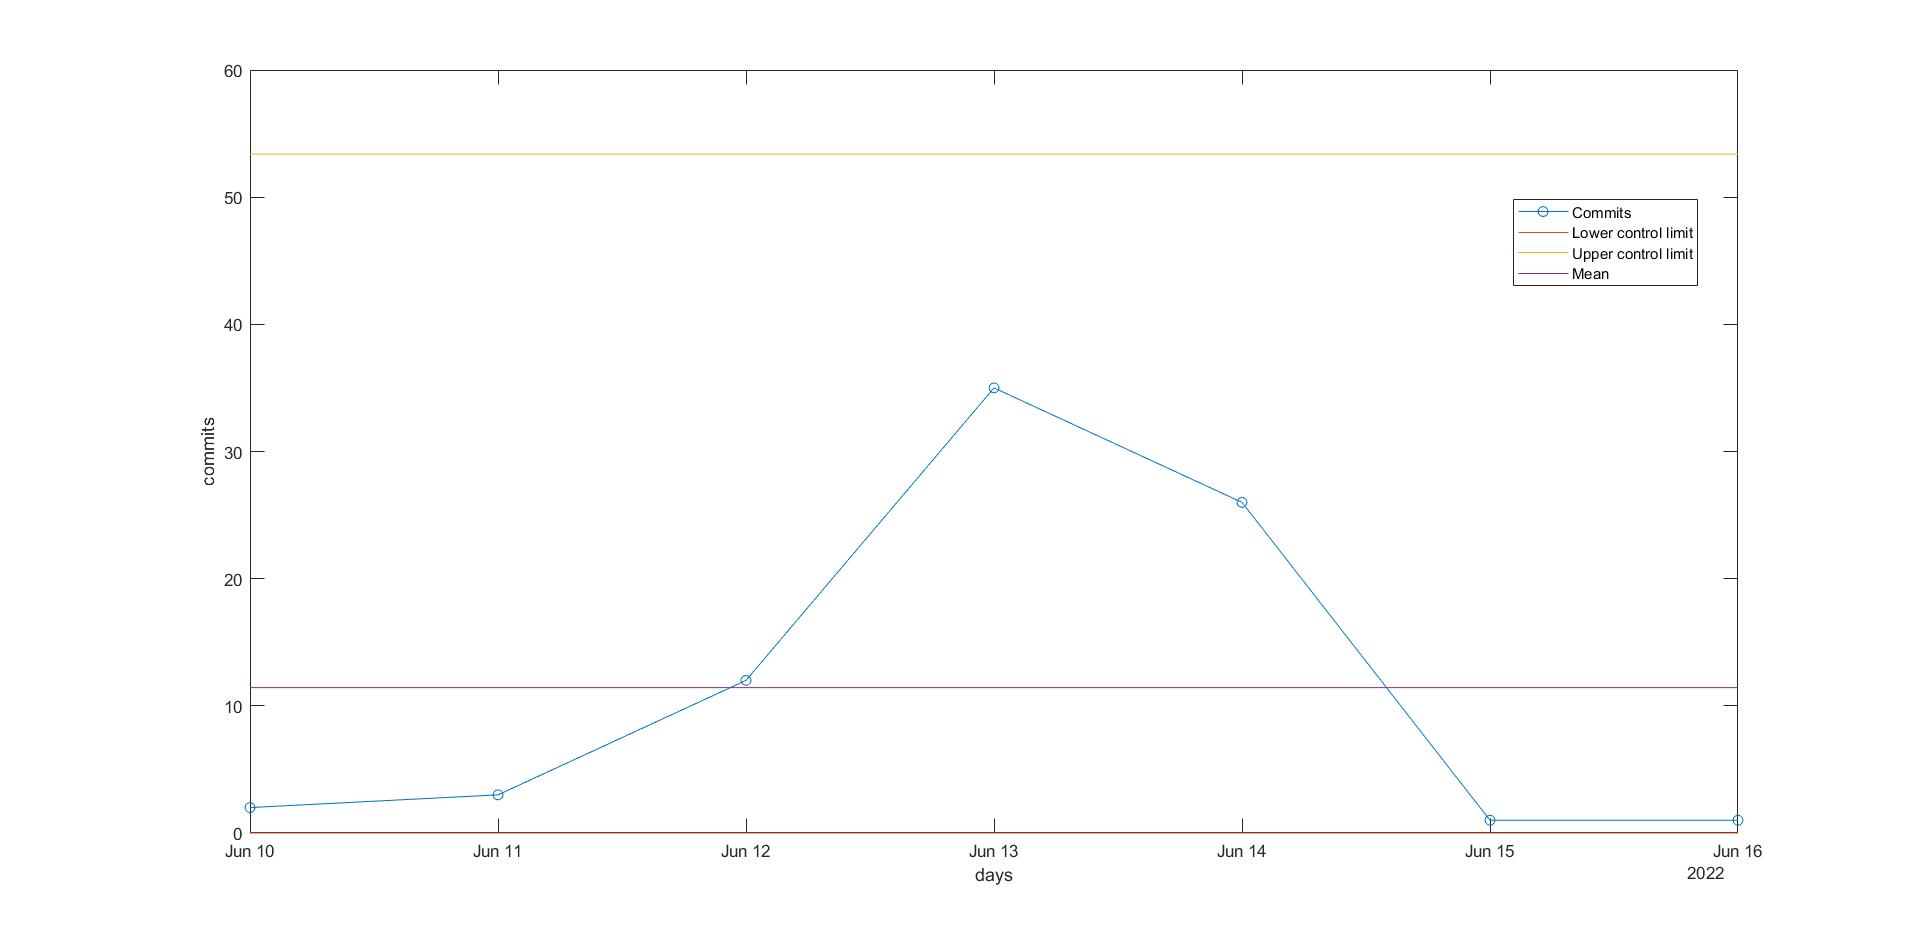 60
50
40
30
20
10
0
commits
Commits
Lower control limit
Upper control limit
Mean
Jun 10 Jun 11 Jun 12 Jun 13 Jun 14 Jun 15 Jun 16
days
2022